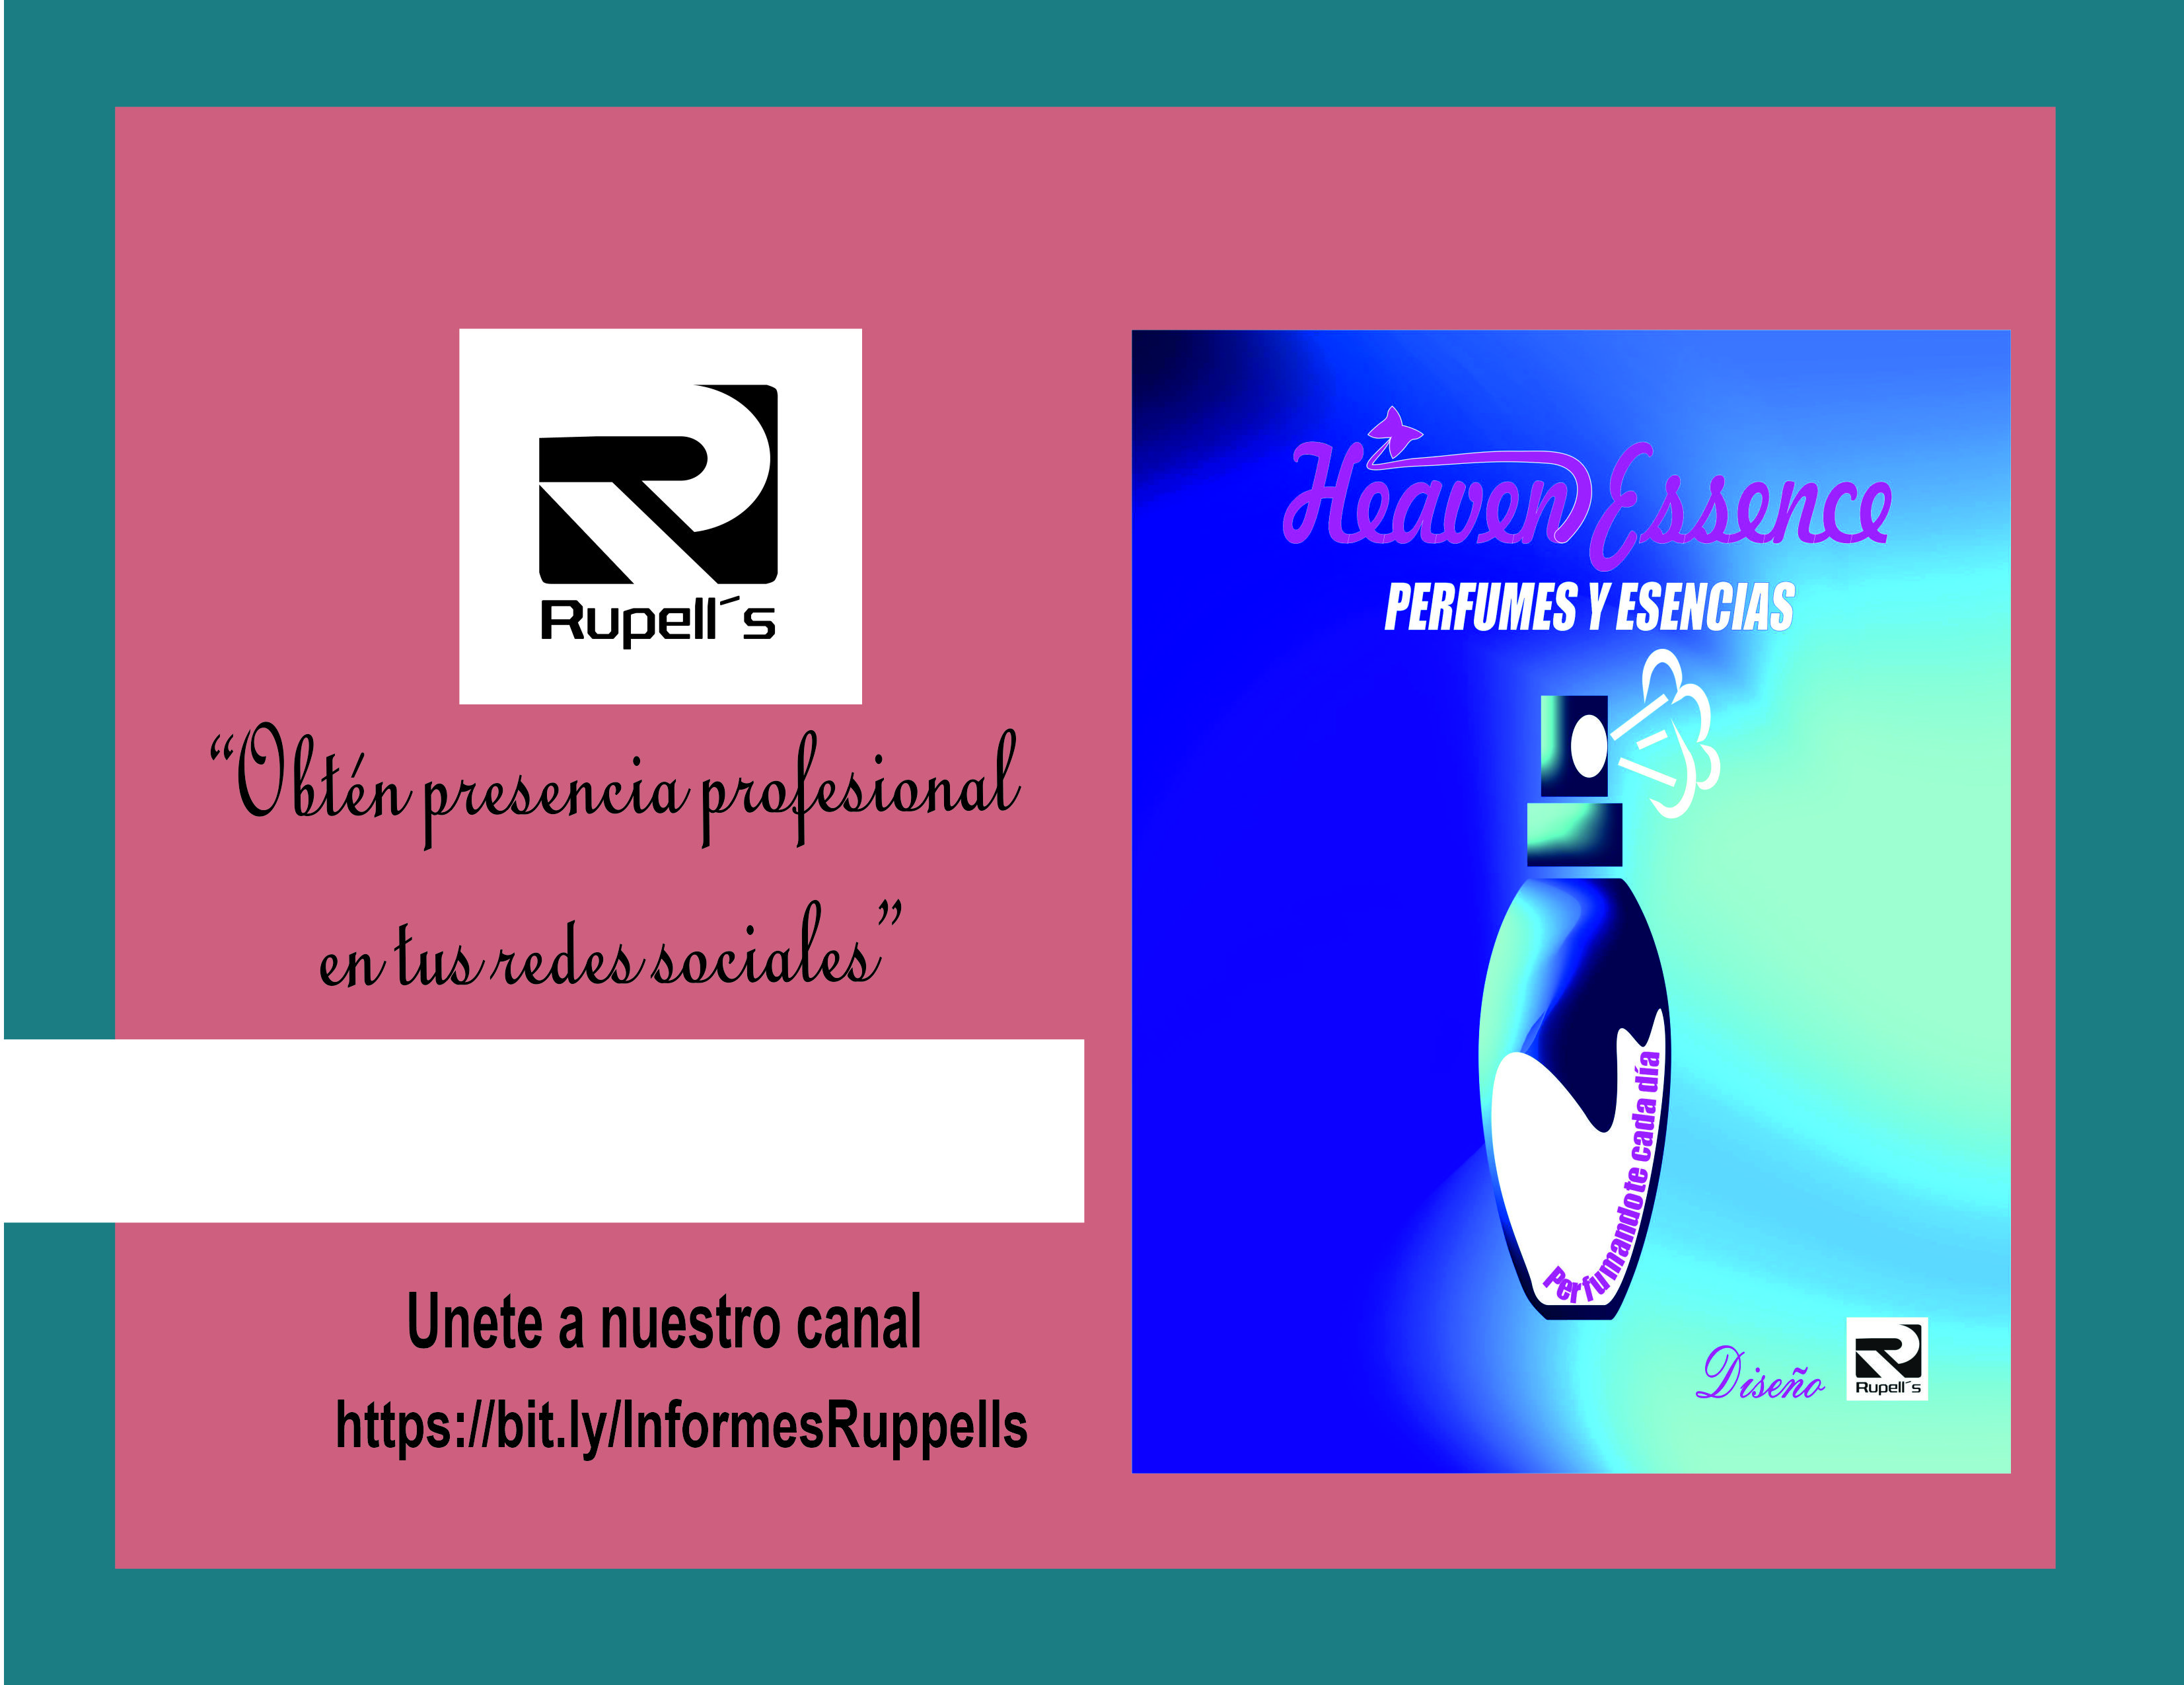 Rupell´s
“Obtén presencia profesional
en tus redes sociales”
Unete a nuestro canal
https://bit.ly/InformesRuppells
Heaven Essence
PERFUMES Y ESENCIAS
Perfumandote cada día
Diseño
Rupell´s